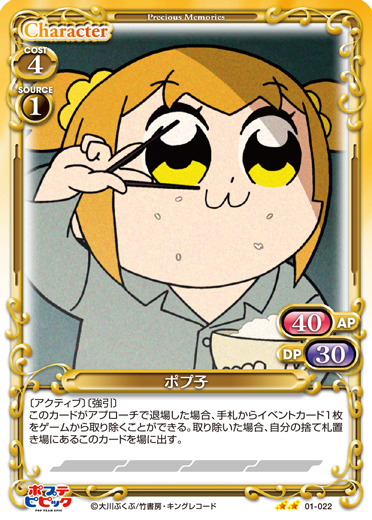 Precious Memories
Character
COST
4
SOURCE
1
40 AP
DP 30
ポプ子
〔アクティブ〕〔強引〕
このカードがアプローチで退場した場合、手札からイベントカード1枚
をゲームから取り除くことができる。取り除いた場合、自分の捨て札置
き場にあるこのカードを場に出す。
ポプテ
ピピック
POP TEAM EPIC
©大川ぶくぶ/竹書房・キングレコード
01-022